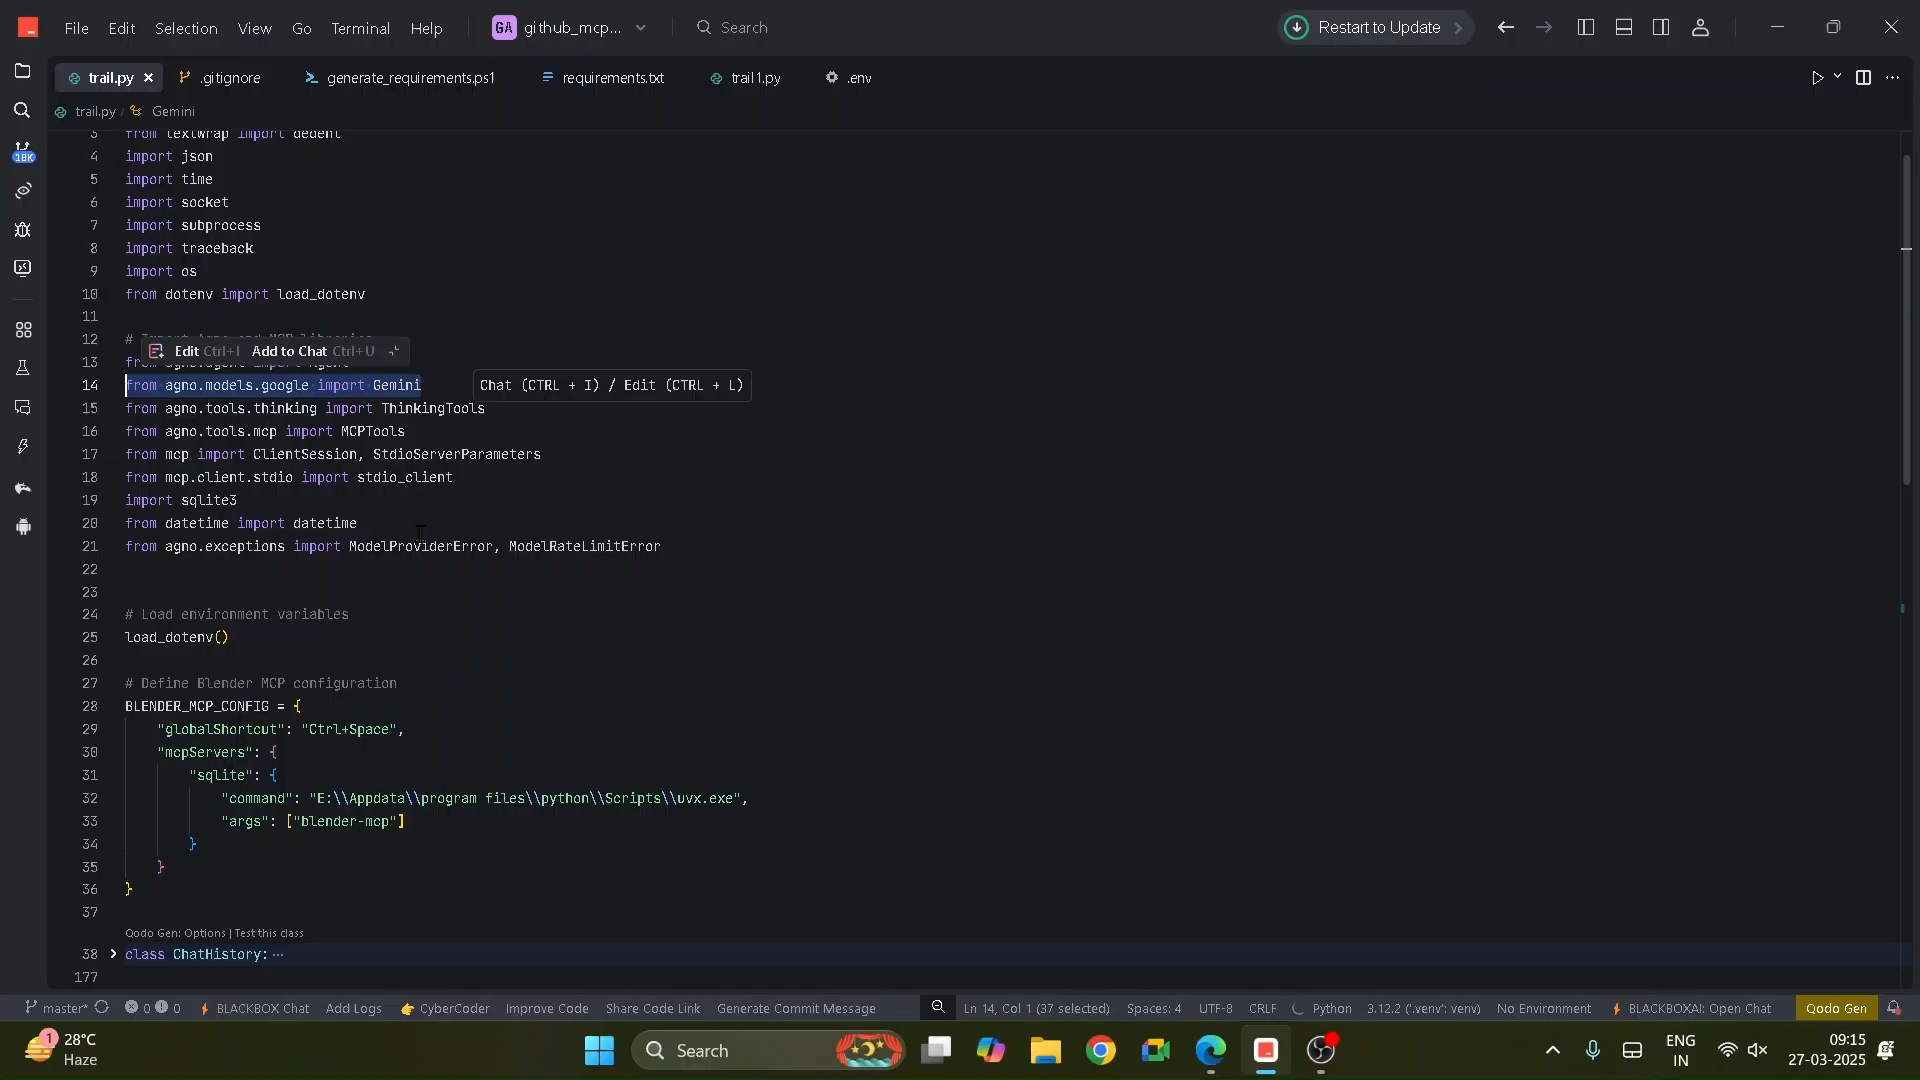 File Edit Selection View Go Terminal Help GA github_mcp... Search Restart to Update
trail.py .gitignore generate_requirements.ps1 requirements.txt trail1.py .env
trail.py / Gemini
3 from textwrap import dedent
4 import json
5 import time
6 import socket
7 import subprocess
8 import traceback
9 import os
10 from dotenv import load_dotenv
11
12
Edit Ctrl+I Add to Chat Ctrl+U
13
14 from agno.models.google import Gemini Chat (CTRL + I) / Edit (CTRL + L)
15 from agno.tools.thinking import ThinkingTools
16 from agno.tools.mcp import MCPTools
17 from mcp import ClientSession, StdioServerParameters
18 from mcp.client.stdio import stdio_client
19 import sqlite3
20 from datetime import datetime
21 from agno.exceptions import ModelProviderError, ModelRateLimitError
22
23
24 # Load environment variables
25 load_dotenv()
26
27 # Define Blender MCP configuration
28 BLENDER_MCP_CONFIG = {
29 "globalShortcut": "Ctrl+Space",
30 "mcpServers": {
31 "sqlite": {
32 "command": "E:\\Appdata\\program files\\python\\Scripts\\uvx.exe",
33 "args": ["blender-mcp"]
34 }
35 }
36 }
37
Qodo Gen: Options | Test this class
38 class ChatHistory: ...
177
18K
master* 0 0 BLACKBOX Chat Add Logs CyberCoder Improve Code Share Code Link Generate Commit Message Ln 14, Col 1 (37 selected) Spaces: 4 UTF-8 CRLF Python 3.12.2 ('.venv': venv) No Environment BLACKBOXAI: Open Chat Qodo Gen
1 28°C
Haze
Search
ENG
IN
09:15
27-03-2025